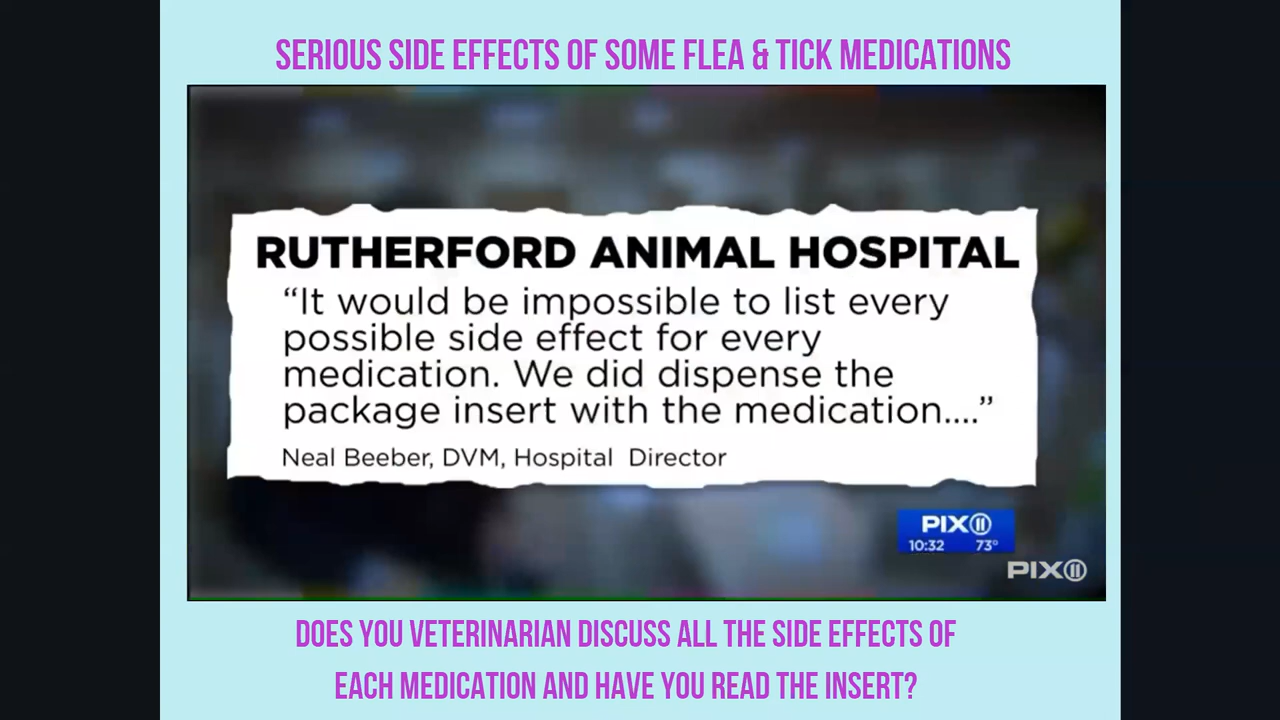 SERIOUS SIDE EFFECTS OF SOME FLEA & TICK MEDICATIONS
RUTHERFORD ANIMAL HOSPITAL
“It would be impossible to list every
possible side effect for every
medication. We did dispense the
package insert with the medication....”
Neal Beeber, DVM, Hospital Director
PIX11
10:32 73°
PIX11
DOES YOU VETERINARIAN DISCUSS ALL THE SIDE EFFECTS OF
EACH MEDICATION AND HAVE YOU READ THE INSERT?